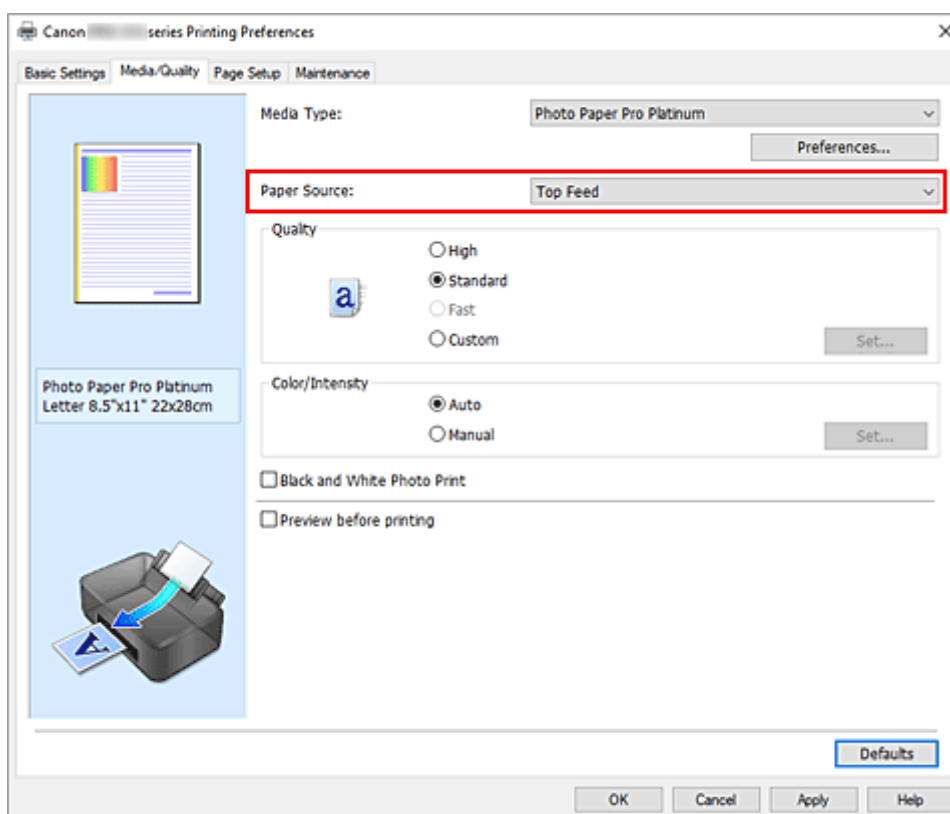 Canon series Printing Preferences
Basic Settings Media/Quality Page Setup Maintenance
Media Type: Photo Paper Pro Platinum
Preferences...
Paper Source: Top Feed
Quality
High
a Standard
Fast
Custom Set...
Photo Paper Pro Platinum
Letter 8.5"x11" 22x28cm
Color/Intensity
Auto
Manual Set...
Black and White Photo Print
Preview before printing
A
Defaults
OK Cancel Apply Help